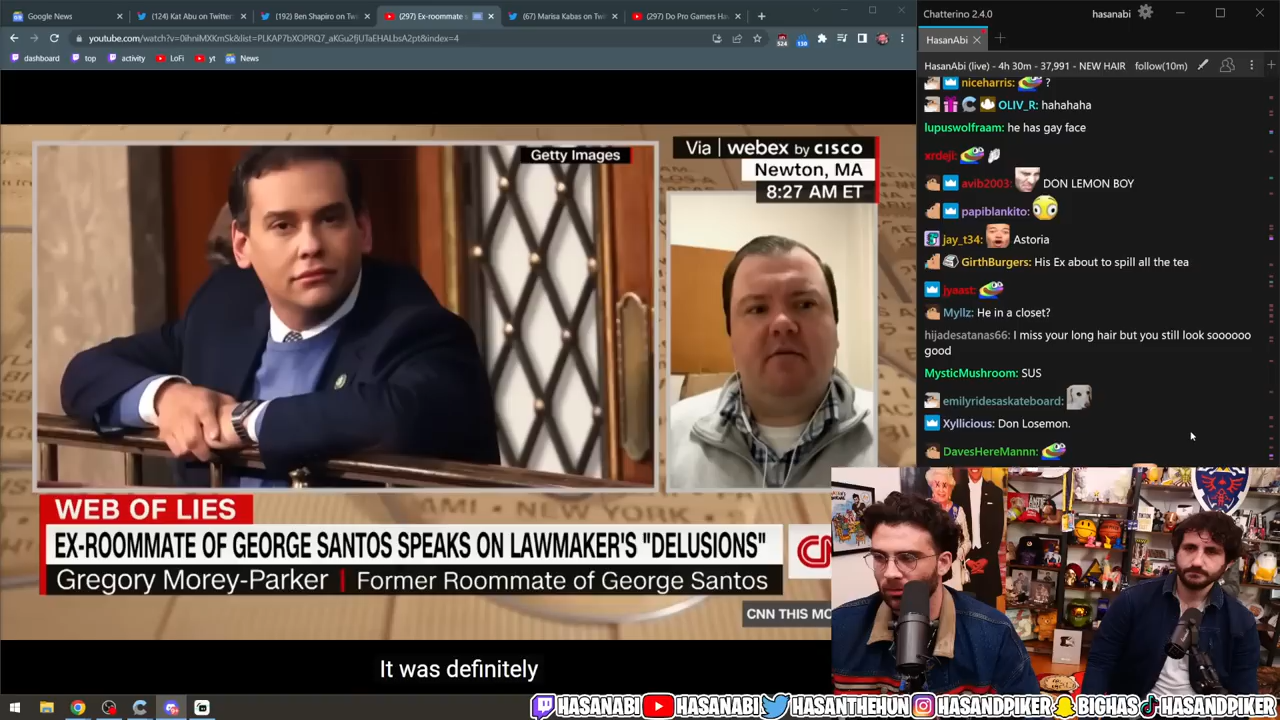 Google News
(124) Kat Abu on Twitter
(192) Ben Shapiro on Twi
(297) Ex-roommate
(67) Marisa Kabas on Twi
(297) Do Pro Gamers Ha
youtube.com/watch?v=0ihniMXKmSk&list=PLKAP7bXOPRQ7_aKGu2fjUTaEHALbsA2pt&index=4
524
130
dashboard
top
activity
LoFi
yt
News
Chatterino 2.4.0
hasanabi
HasanAbi
HasanAbi (live) - 4h 30m - 37,991 - NEW HAIR
follow(10m)
niceharris: ?
OLIV_R: hahahaha
lupuswolfraam: he has gay face
xrdeji:
avib2003: DON LEMON BOY
papiblankito:
jay_t34: Astoria
GirthBurgers: His Ex about to spill all the tea
jyaast:
Myllz: He in a closet?
hijadesatanas66: I miss your long hair but you still look soooooo
good
MysticMushroom: SUS
emilyridesaskateboard:
Xyllicious: Don Losemon.
DavesHereMannn:
Getty Images
Via | webex by CISCO
Newton, MA
8:27 AM ET
WEB OF LIES
EX-ROOMMATE OF GEORGE SANTOS SPEAKS ON LAWMAKER'S "DELUSIONS"
Gregory Morey-Parker | Former Roommate of George Santos
CNN THIS MO
It was definitely
HASANABI
HASANABI
HASANTHEHUN
HASANDPIKER
BIGHAS
HASANDPIKER